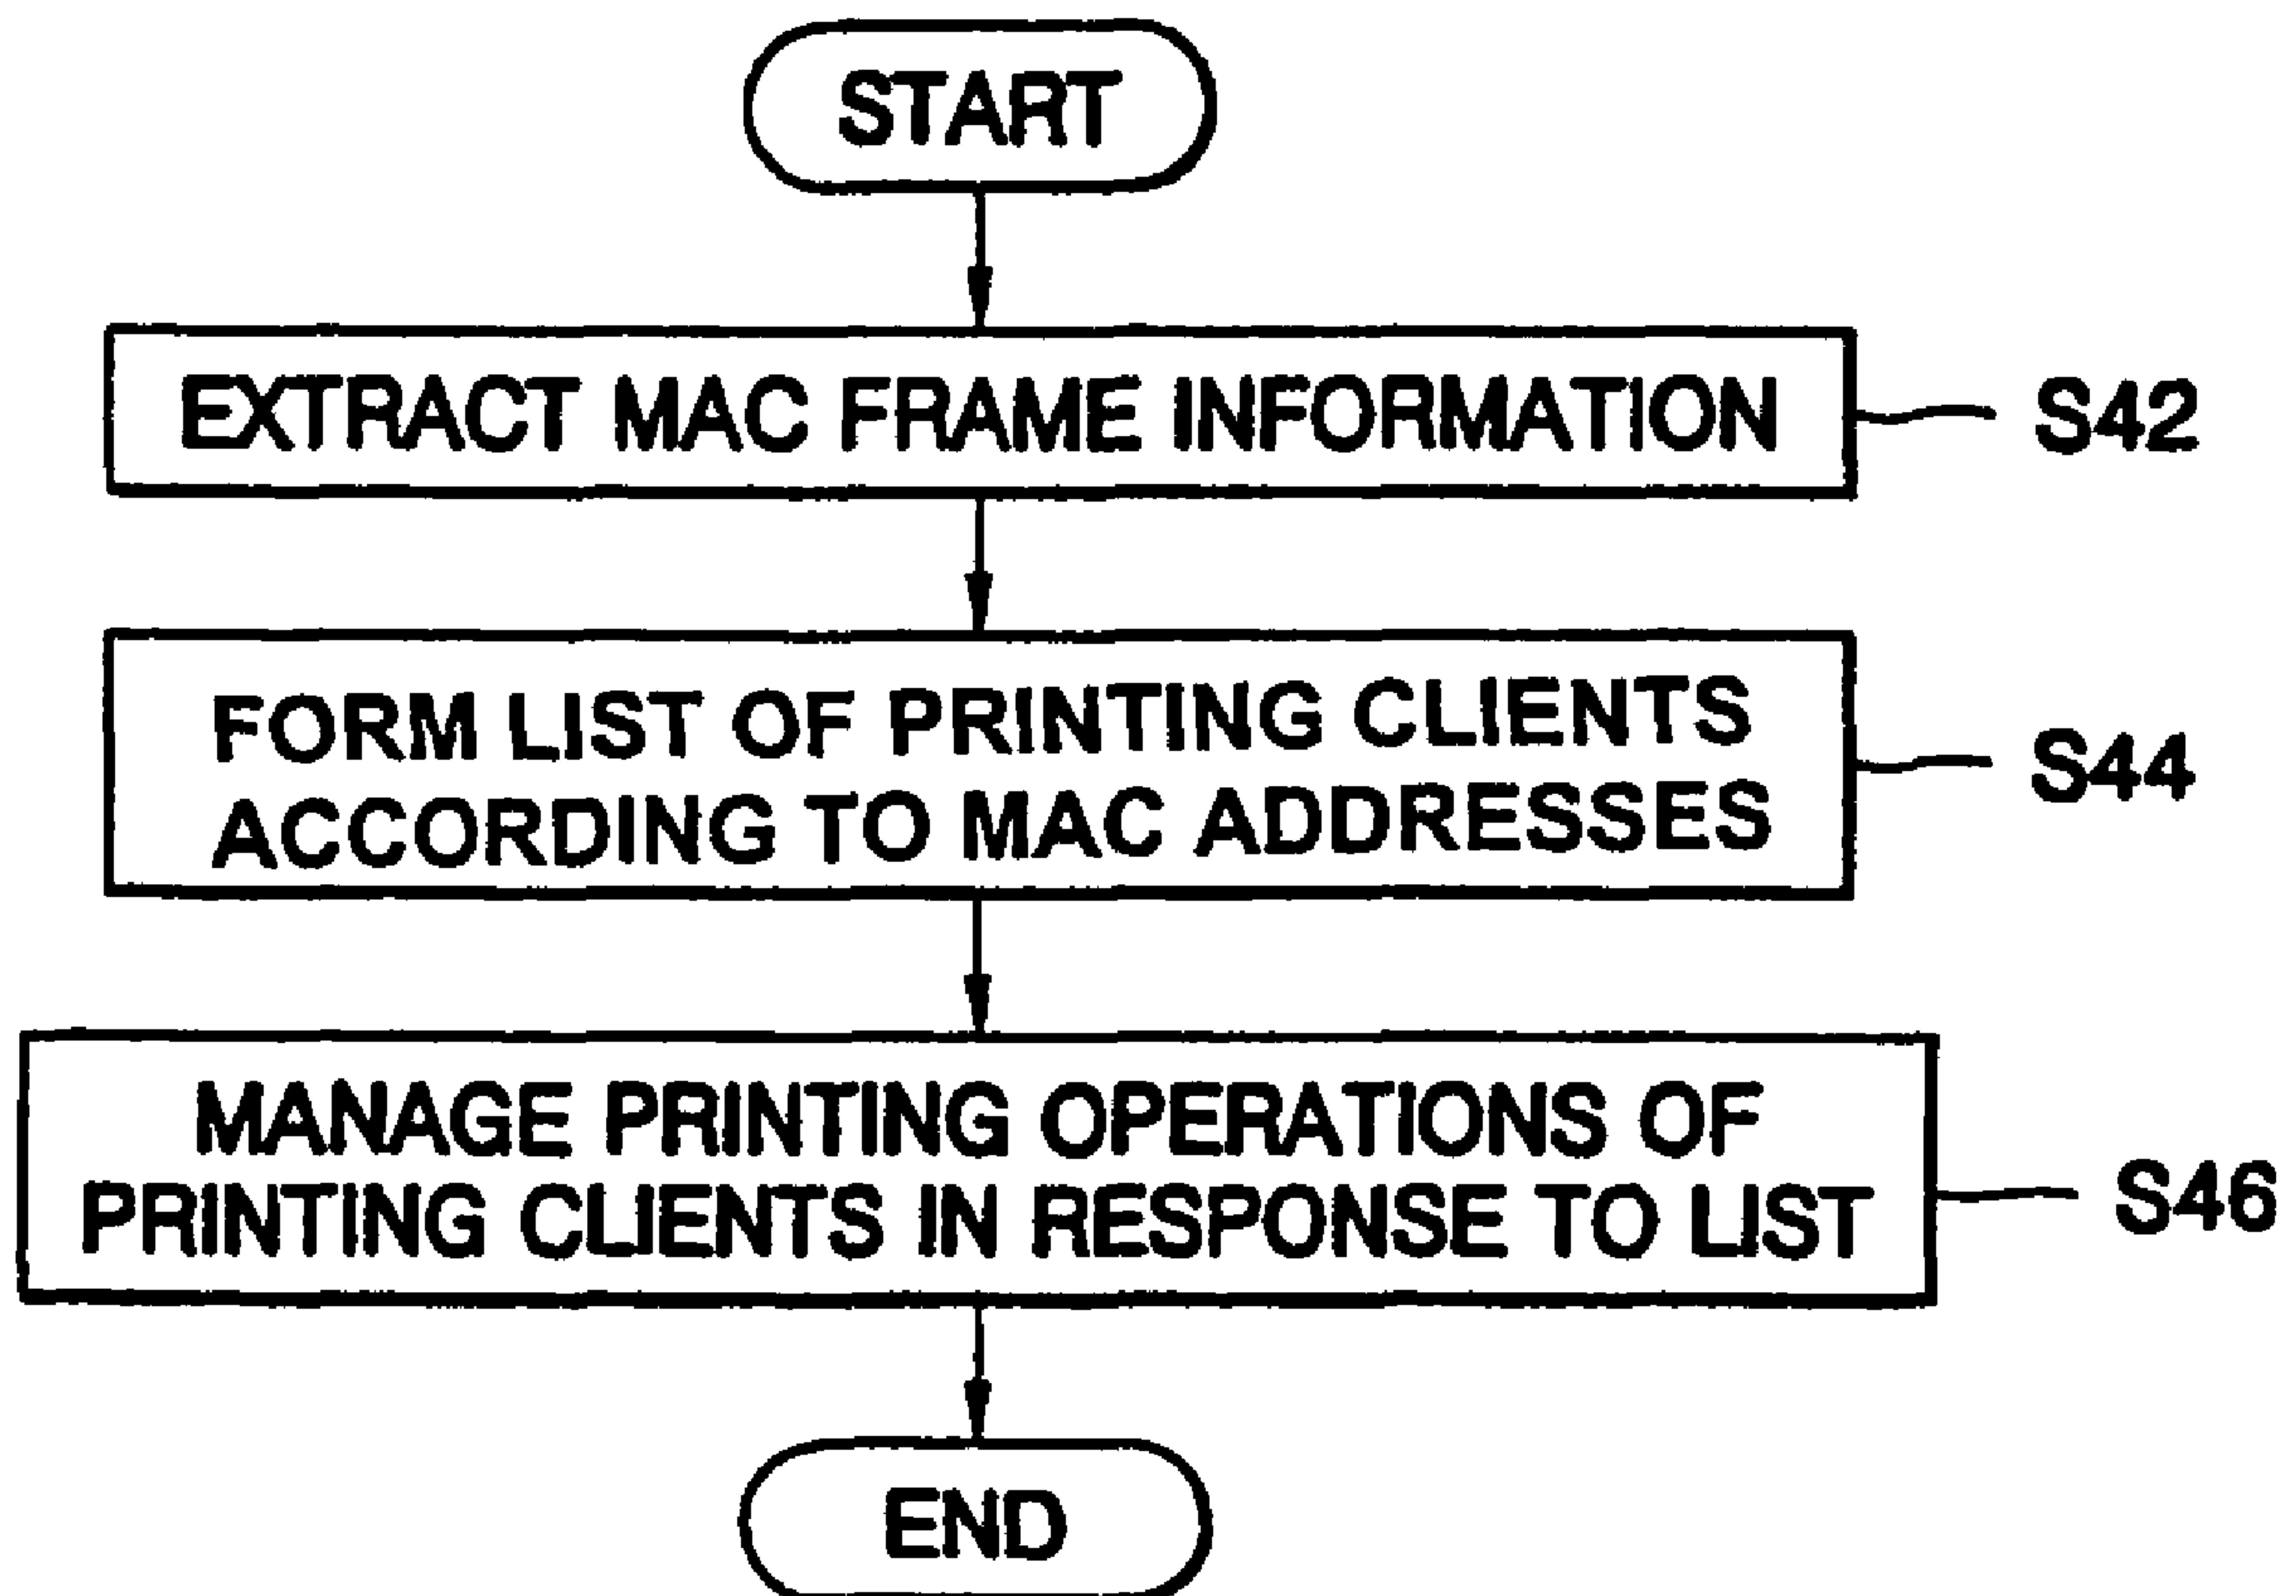 START
EXTRACT MAC FRAME INFORMATION
S42
FORM LIST OF PRINTING CLIENTS
ACCORDING TO MAC ADDRESSES
S44
MANAGE PRINTING OPERATIONS OF
PRINTING CLIENTS IN RESPONSE TO LIST
S46
END